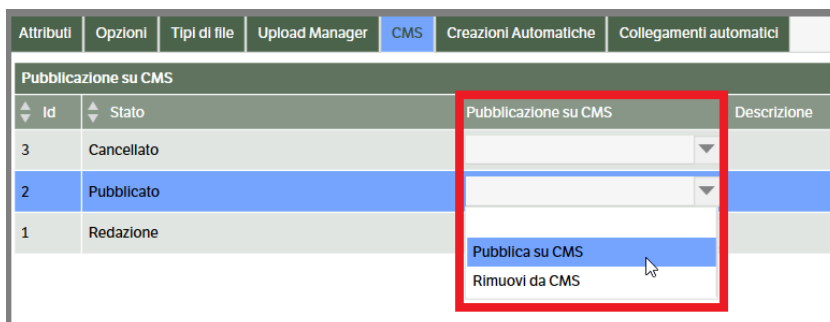 Attributi Opzioni Tipi di file Upload Manager CMS Creazioni Automatiche Collegamenti automatici
Pubblicazione su CMS
Id Stato Pubblicazione su CMS Descrizione
3 Cancellato
2 Pubblicato
1 Redazione
Pubblica su CMS
Rimuovi da CMS